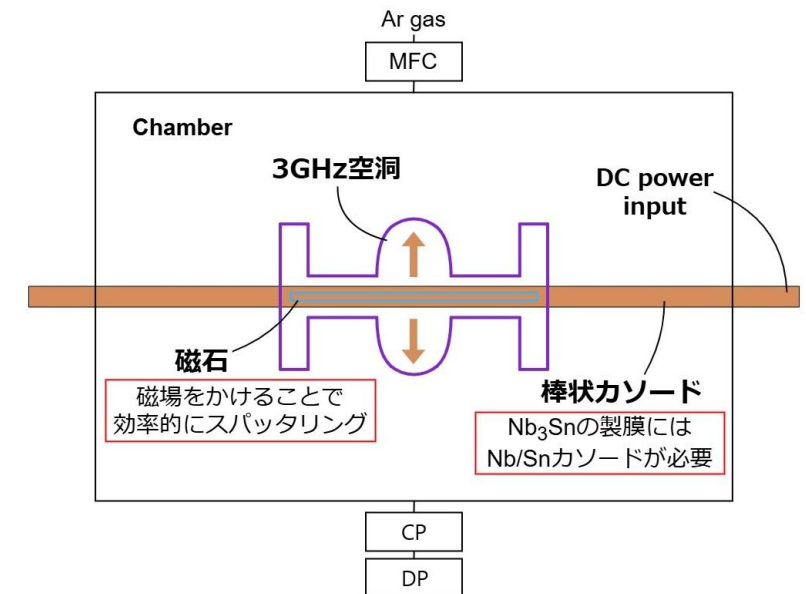 Ar gas
MFC
Chamber
3GHz空洞
DC power
input
磁石
磁場をかけることで
効率的にスパッタリング
棒状カソード
Nb₃Snの製膜には
Nb/Snカソードが必要
CP
DP